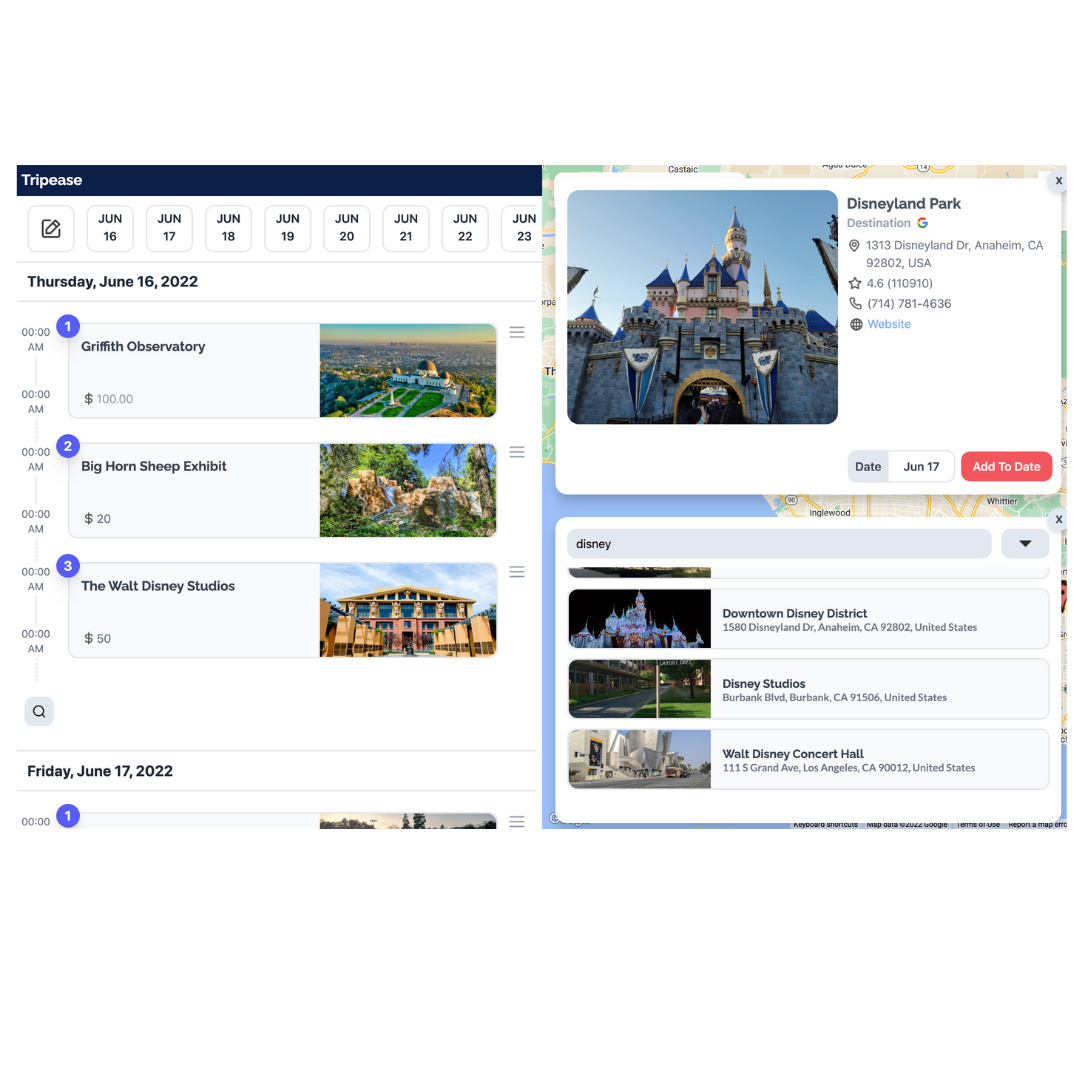 Tripease
JUN
16
JUN
17
JUN
18
JUN
19
JUN
20
JUN
21
JUN
22
JUN
23
Thursday, June 16, 2022
00:00
AM
1
Griffith Observatory
$ 100.00
00:00
AM
00:00
AM
2
Big Horn Sheep Exhibit
$ 20
00:00
AM
00:00
AM
3
The Walt Disney Studios
$ 50
00:00
AM
Friday, June 17, 2022
00:00
1
Castaic
14
X
Disneyland Park
Destination
1313 Disneyland Dr, Anaheim, CA
92802, USA
4.6 (110910)
(714) 781-4636
Website
Date
Jun 17
Add To Date
90
Inglewood
Whittier
X
disney
Downtown Disney District
1580 Disneyland Dr, Anaheim, CA 92802, United States
Disney Studios
Burbank Blvd, Burbank, CA 91506, United States
Walt Disney Concert Hall
111 S Grand Ave, Los Angeles, CA 90012, United States
Keyboard shortcuts
Map data ©2022 Google
Terms of Use
Report a map erro